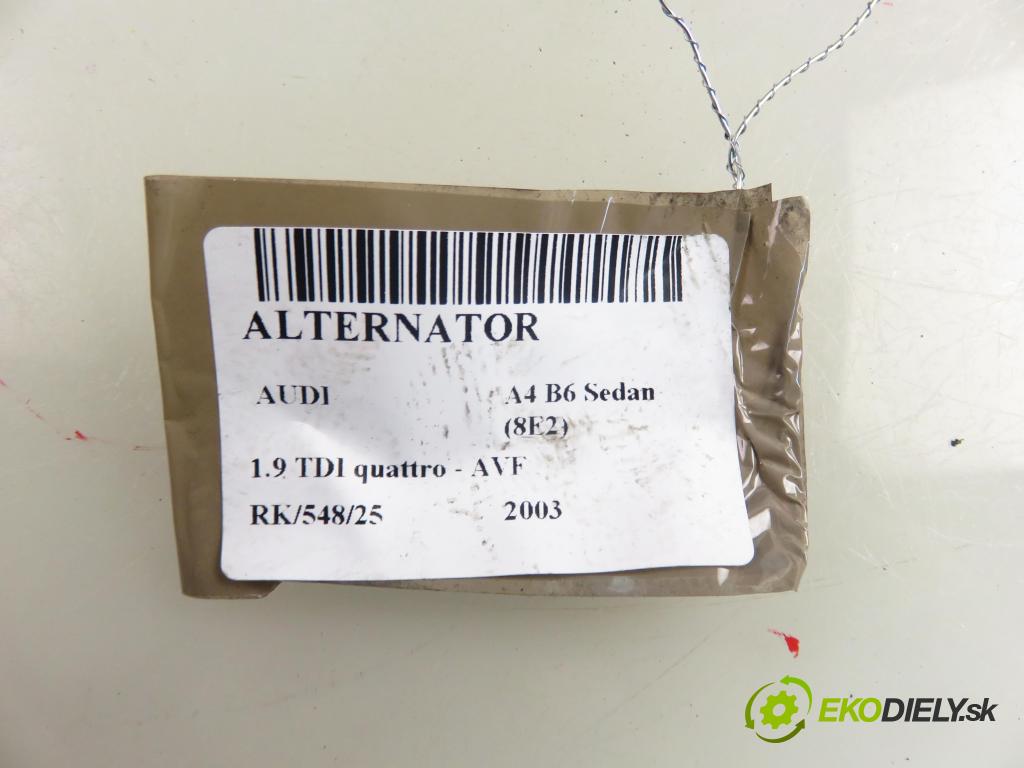 ALTERNATOR
AUDI A4 B6 Sedan
(8E2)
1.9 TDI quattro - AVF
RK/548/25 2003
EKODIELY.sk